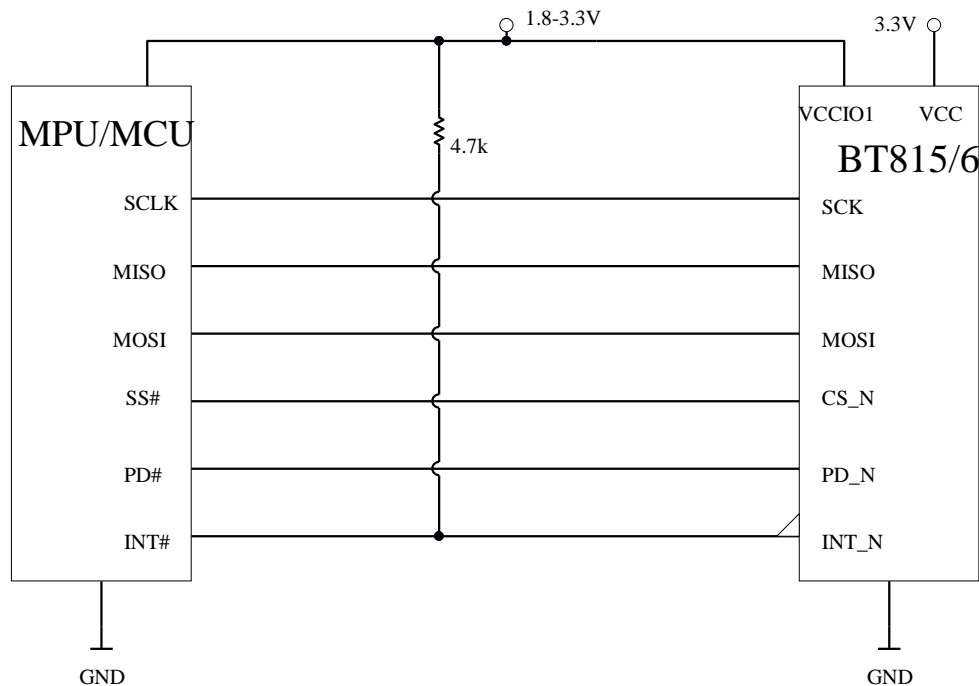 1.8-3.3V
3.3V
MPU/MCU
VCCIO1
VCC
BT815/6
4.7k
SCLK
SCK
MISO
MISO
MOSI
MOSI
SS#
CS_N
PD#
PD_N
INT#
INT_N
GND
GND